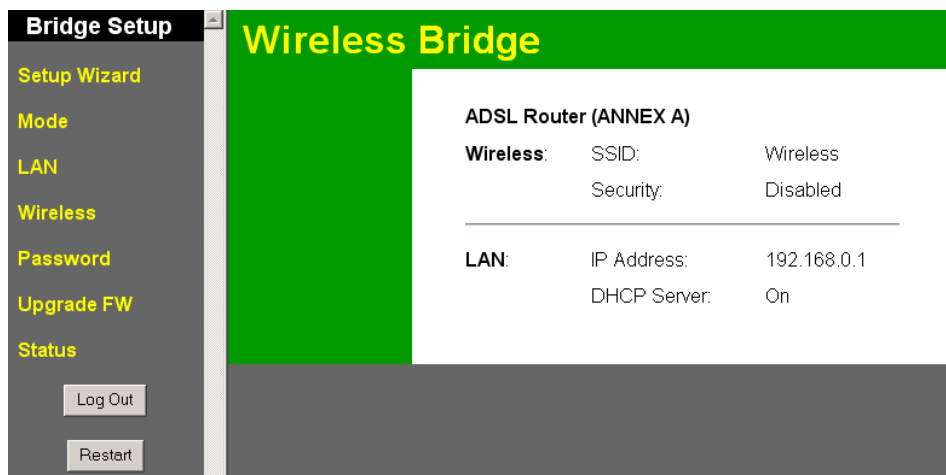 Bridge Setup
Setup Wizard
Mode
LAN
Wireless
Password
Upgrade FW
Status
Log Out
Restart
Wireless Bridge
ADSL Router (ANNEX A)
Wireless: SSID: Wireless
Security: Disabled
LAN: IP Address: 192.168.0.1
DHCP Server: On